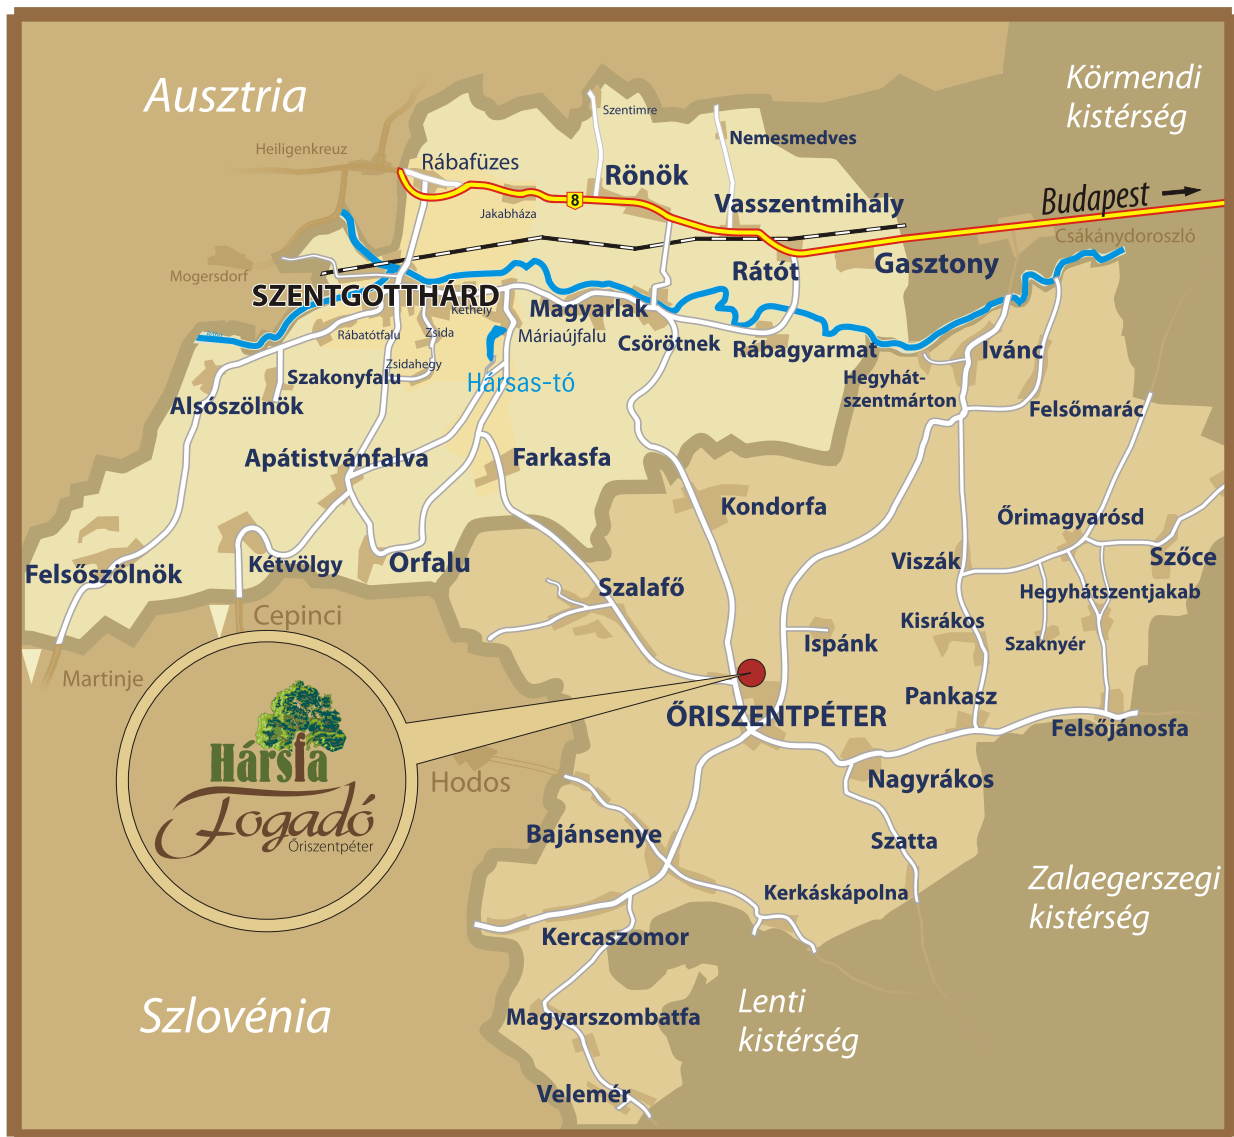 Ausztria
Körmendi
kistérség
Szentimre
Nemesmedves
Heiligenkreuz
Rábafüzes
Rönök
8
Jakabháza
Vasszentmihály
Budapest
Csákánydoroszló
Mogersdorf
Rátót
Gasztony
SZENTGOTTHÁRD
Kethely
Magyarlak
Rábatótfalu
Zsida
Máriaújfalu
Csörötnek
Rábagyarmat
Ivánc
Zsidahegy
Szakonyfalu
Hársas-tó
Hegyhát-
szentmárton
Alsószölnök
Felsőmarác
Apátistvánfalva
Farkasfa
Kondorfa
Őrimagyarósd
Felsőszölnök
Kétvölgy
Orfalu
Viszák
Szőce
Szalafő
Hegyhátszentjakab
Cepinci
Kisrákos
Ispánk
Szaknyér
Martinje
Pankasz
ŐRISZENTPÉTER
Felsőjánosfa
Hársfa
Fogadó
Őriszentpéter
Hodos
Nagyrákos
Bajánsenye
Szatta
Kerkáskápolna
Zalaegerszegi
kistérség
Kercaszomor
Szlovénia
Lenti
kistérség
Magyarszombatfa
Velemér